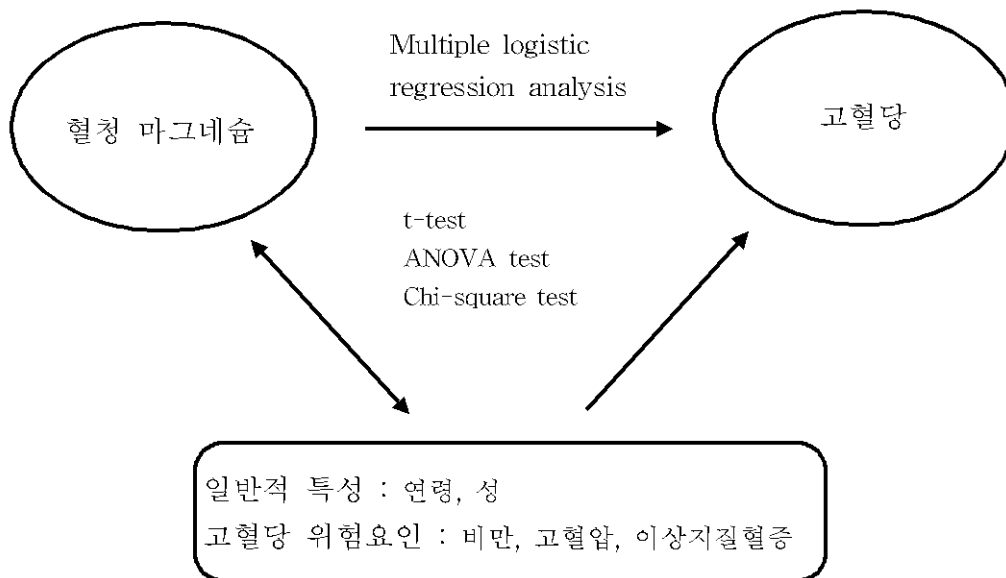 Multiple logistic
regression analysis
혈청 마그네슘
고혈당
t-test
ANOVA test
Chi-square test
일반적 특성 : 연령, 성
고혈당 위험요인 : 비만, 고혈압, 이상지질혈증